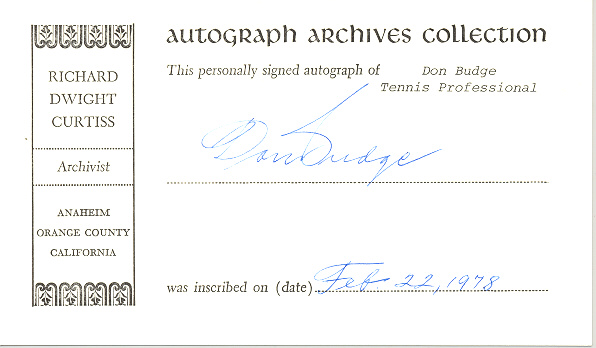 RICHARD
DWIGHT
CURTISS
Archivist
ANAHEIM
ORANGE COUNTY
CALIFORNIA
AUTOGRAPH ARCHIVES COLLECTION
This personally signed autograph of Don Budge
Tennis Professional
Don Budge
was inscribed on (date) Feb 22, 1978